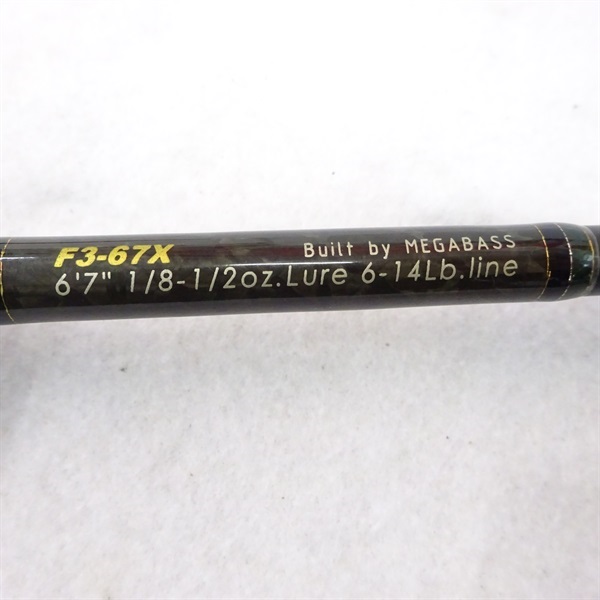 F3-67X Built by MEGABASS
6'7" 1/8-1/2oz.Lure 6-14Lb.line